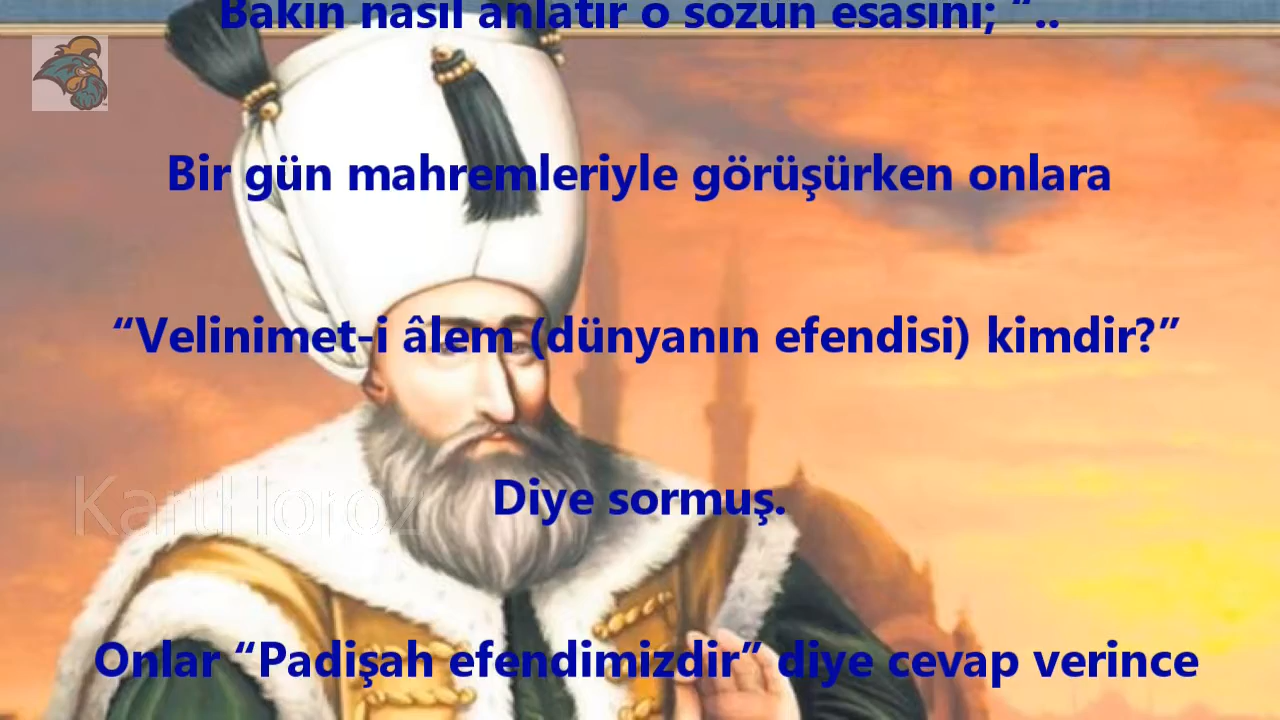 Bakın nasıl anlatır o sözün esasını; “..
Bir gün mahremleriyle görüşürken onlara
“Velinimet-i âlem (dünyanın efendisi) kimdir?”
Diye sormuş.
KartHoroz
Onlar “Padişah efendimizdir” diye cevap verince